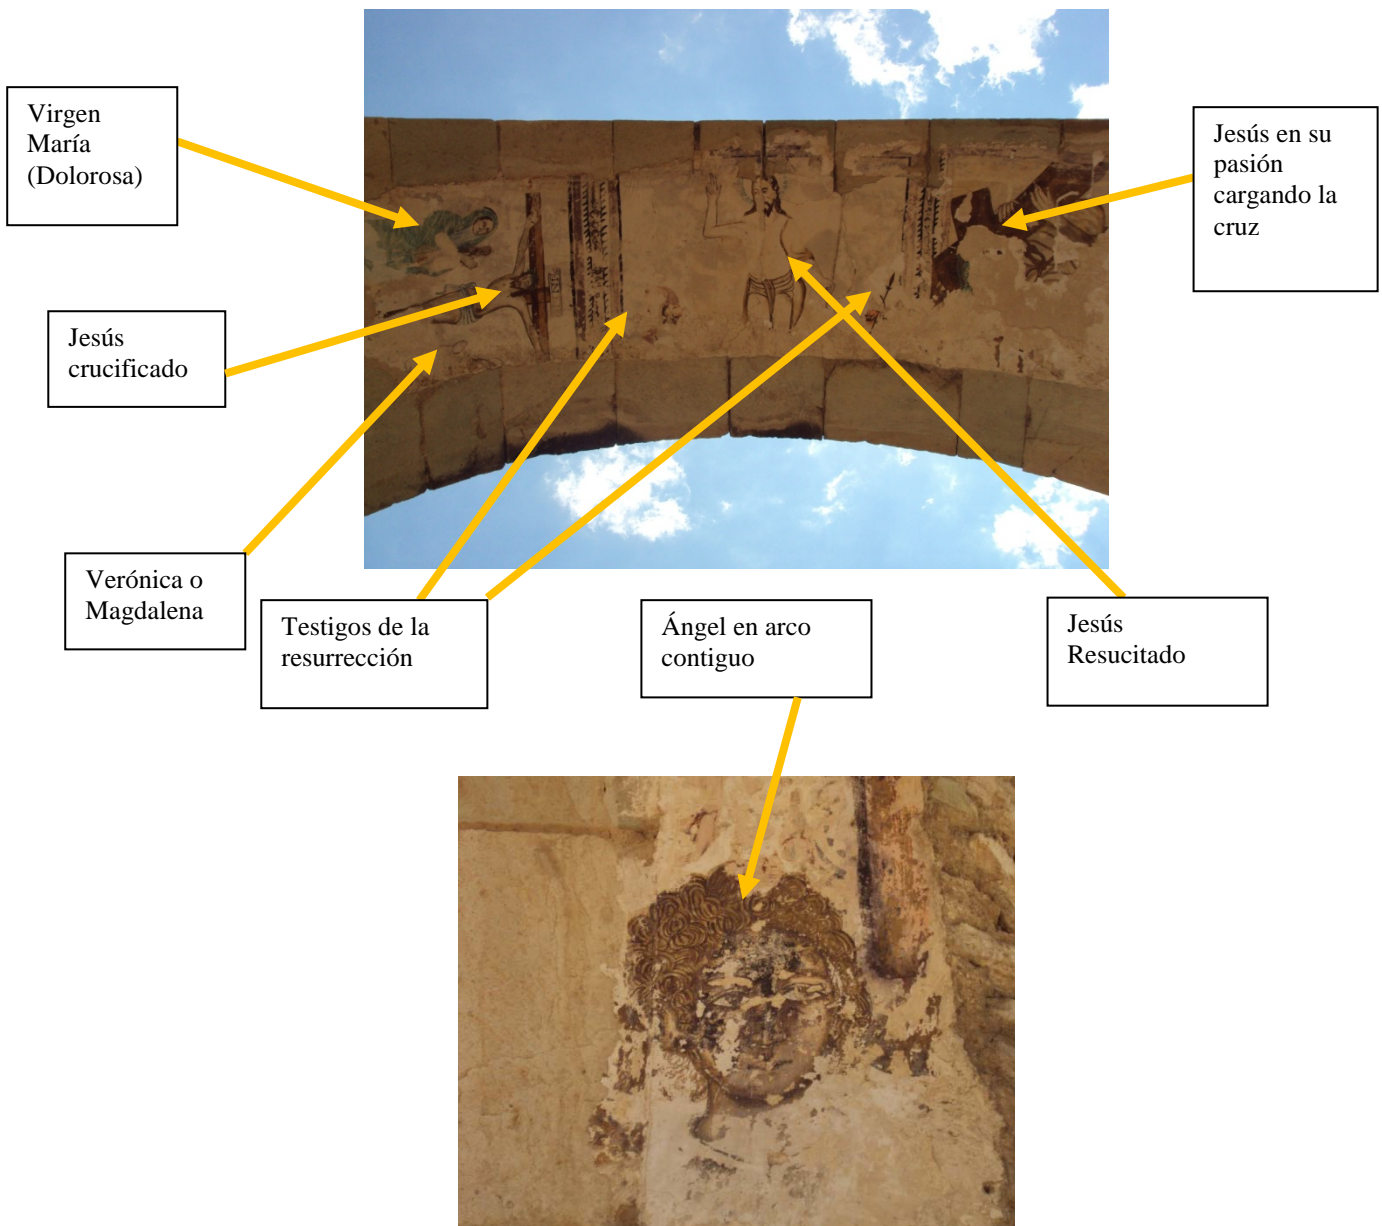 Virgen
María
(Dolorosa)
Jesús en su
pasión
cargando la
cruz
Jesús
crucificado
Verónica o
Magdalena
Testigos de la
resurrección
Ángel en arco
contiguo
Jesús
Resucitado